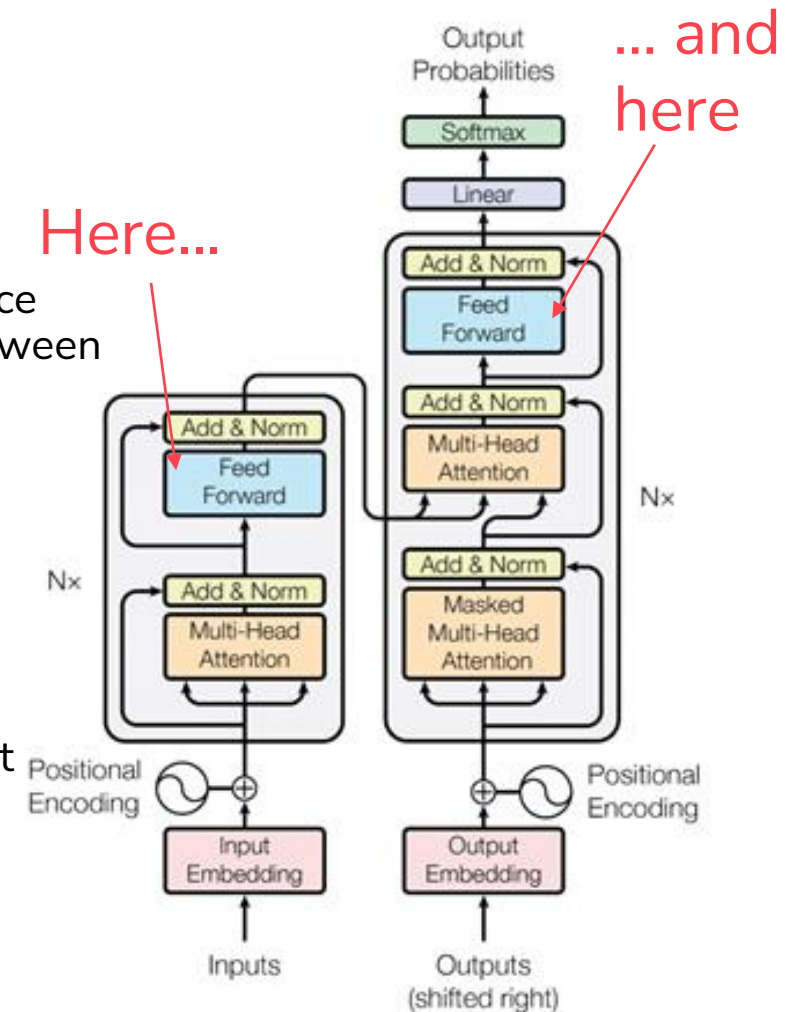 ... and
here
Here...
ce
ween
t
Output
Probabilities
Softmax
Linear
Add & Norm
Feed
Forward
Add & Norm
Multi-Head
Attention
Nx
Add & Norm
Masked
Multi-Head
Attention
Add & Norm
Feed
Forward
Nx
Add & Norm
Multi-Head
Attention
Positional
Encoding
Positional
Encoding
Input
Embedding
Output
Embedding
Inputs
Outputs
(shifted right)